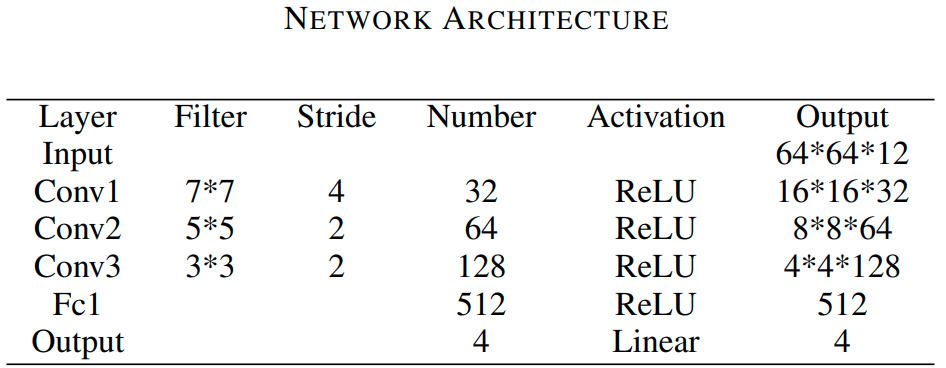 NETWORK ARCHITECTURE
Layer Filter Stride Number Activation Output
Input 64*64*12
Conv1 7*7 4 32 ReLU 16*16*32
Conv2 5*5 2 64 ReLU 8*8*64
Conv3 3*3 2 128 ReLU 4*4*128
Fc1 512 ReLU 512
Output 4 Linear 4